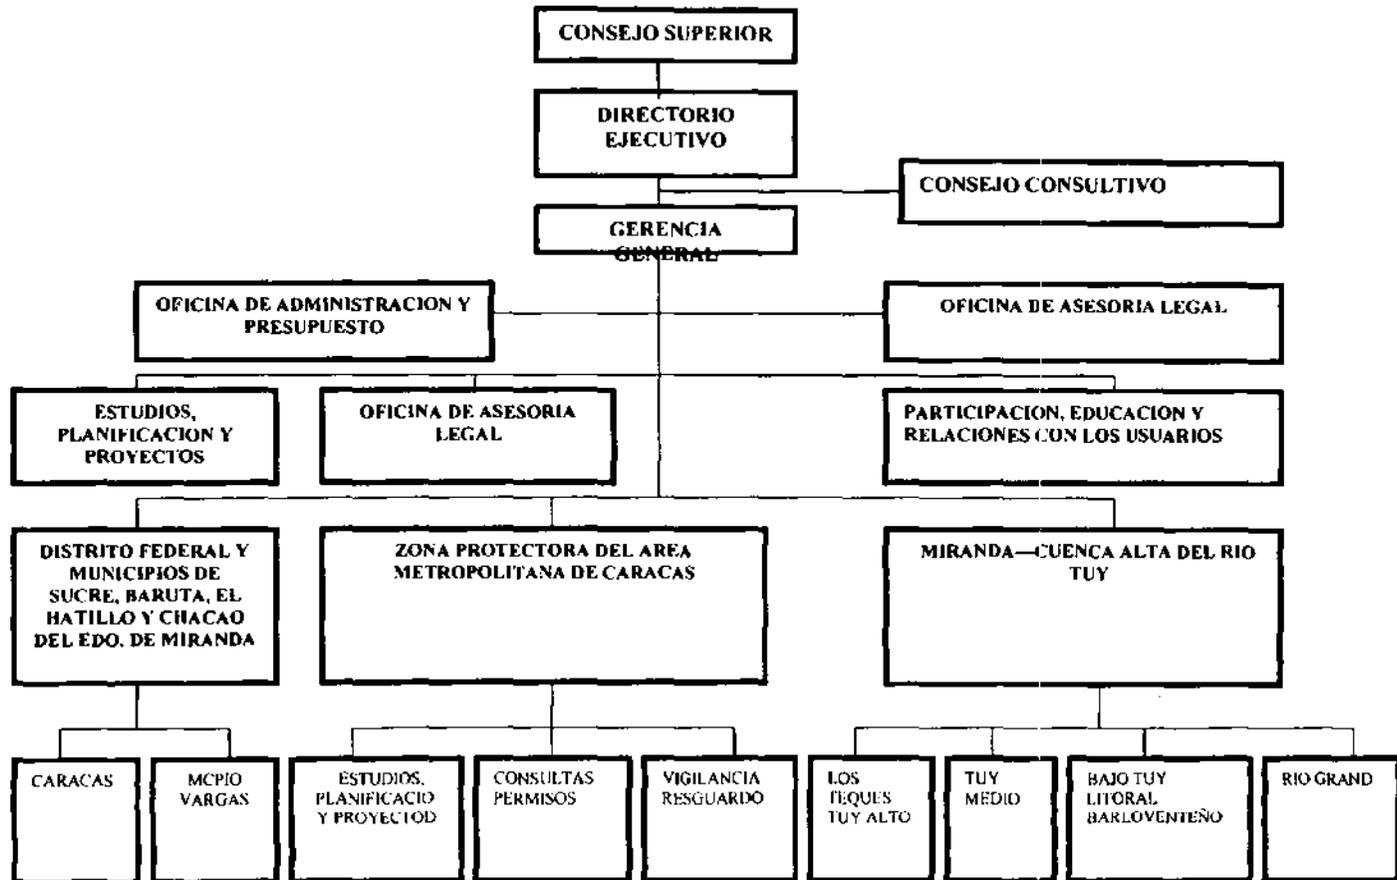 CONSEJO SUPERIOR
DIRECTORIO
EJECUTIVO
CONSEJO CONSULTIVO
GERENCIA
GENERAL
OFICINA DE ADMINISTRACION Y
PRESUPUESTO
OFICINA DE ASESORIA LEGAL
ESTUDIOS,
PLANIFICACION Y
PROYECTOS
OFICINA DE ASESORIA
LEGAL
PARTICIPACION, EDUCACION Y
RELACIONES CON LOS USUARIOS
DISTRITO FEDERAL Y
MUNICIPIOS DE
SUCRE, BARUTA, EL
HATILLO Y CHACAO
DEL EDO. DE MIRANDA
ZONA PROTECTORA DEL AREA
METROPOLITANA DE CARACAS
MIRANDA—CUENCA ALTA DEL RIO
TUY
CARACAS
MCPIO
VARGAS
ESTUDIOS,
PLANIFICACIO
Y PROYECTOD
CONSULTAS
PERMISOS
VIGILANCIA
RESGUARDO
LOS
TEQUES
TUY ALTO
TUY
MEDIO
BAJO TUY
LITORAL
BARLOVENTEÑO
RIO GRAND